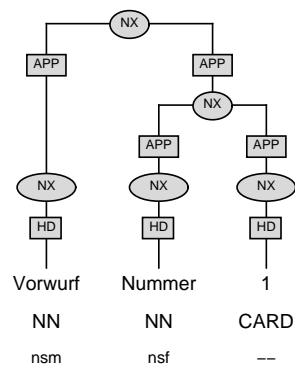 NX
APP APP
NX
APP APP
NX NX NX
HD HD HD
Vorwurf Nummer 1
NN NN CARD
nsm nsf --